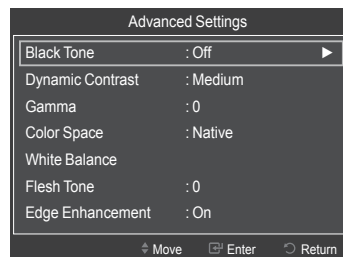 Advanced Settings
Black Tone : Off ►
Dynamic Contrast : Medium
Gamma : 0
Color Space : Native
White Balance
Flesh Tone : 0
Edge Enhancement : On
Move Enter Return